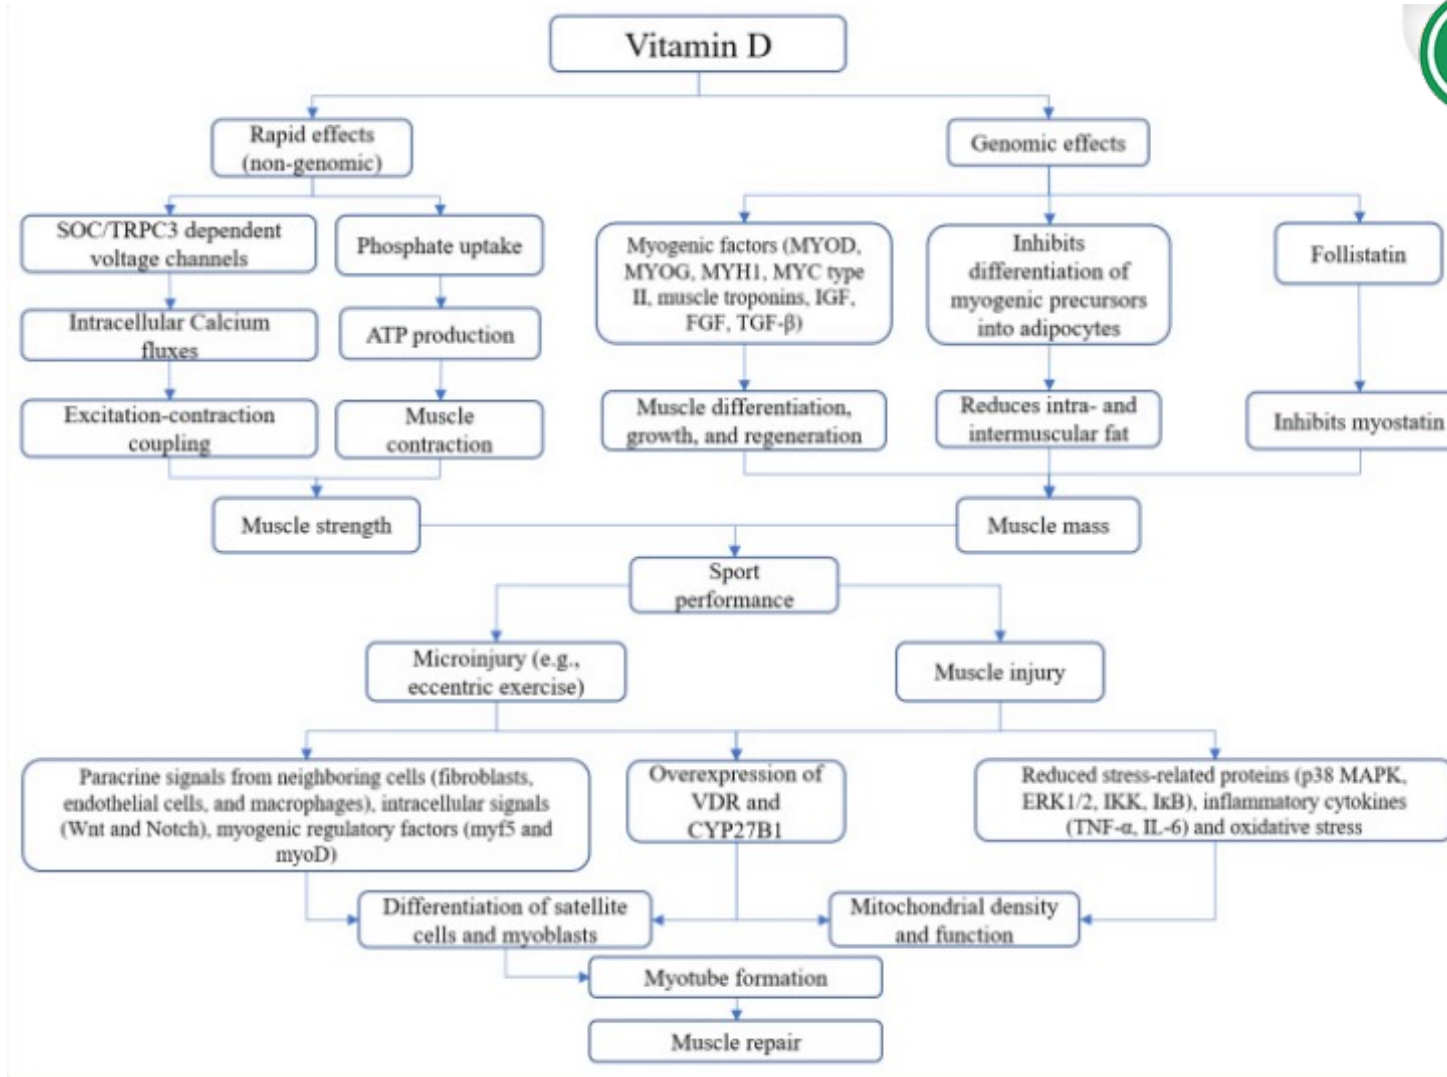 Vitamin D
Rapid effects
(non-genomic)
Genomic effects
SOC/TRPC3 dependent
voltage channels
Phosphate uptake
Myogenic factors (MYOD,
MYOG, MYH1, MYC type
II, muscle troponins, IGF,
FGF, TGF-β)
Inhibits
differentiation of
myogenic precursors
into adipocytes
Follistatin
Intracellular Calcium
fluxes
ATP production
Excitation-contraction
coupling
Muscle
contraction
Muscle differentiation,
growth, and regeneration
Reduces intra- and
intermuscular fat
Inhibits myostatin
Muscle strength
Muscle mass
Sport
performance
Microinjury (e.g.,
eccentric exercise)
Muscle injury
Paracrine signals from neighboring cells (fibroblasts,
endothelial cells, and macrophages), intracellular signals
(Wnt and Notch), myogenic regulatory factors (myf5 and
myoD)
Overexpression of
VDR and
CYP27B1
Reduced stress-related proteins (p38 MAPK,
ERK1/2, IKK, IκB), inflammatory cytokines
(TNF-α, IL-6) and oxidative stress
Differentiation of satellite
cells and myoblasts
Mitochondrial density
and function
Myotube formation
Muscle repair